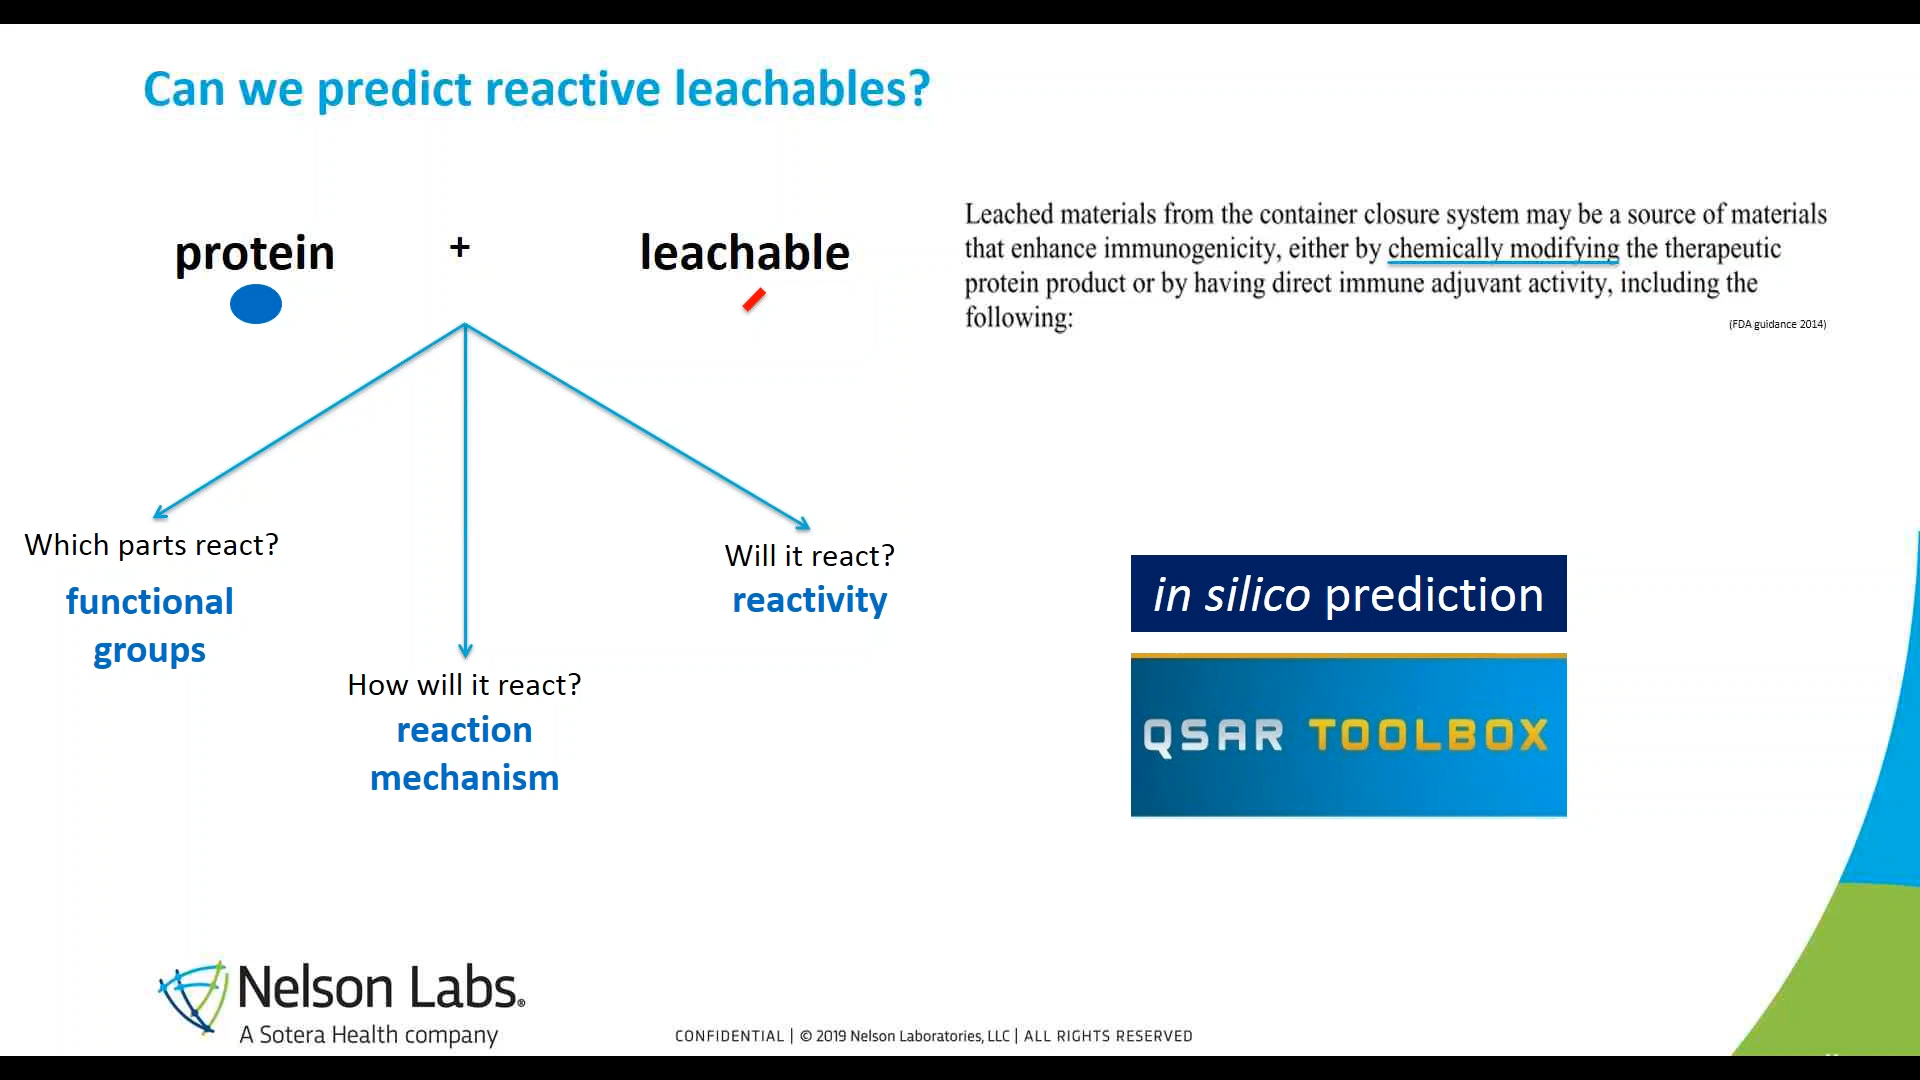 Can we predict reactive leachables?
protein + leachable
Leached materials from the container closure system may be a source of materials
that enhance immunogenicity, either by chemically modifying the therapeutic
protein product or by having direct immune adjuvant activity, including the
following:
(FDA guidance 2014)
Which parts react?
functional
groups
How will it react?
reaction
mechanism
Will it react?
reactivity
in silico prediction
QSAR TOOLBOX
Nelson Labs®
A Sotera Health company
CONFIDENTIAL | © 2019 Nelson Laboratories, LLC | ALL RIGHTS RESERVED